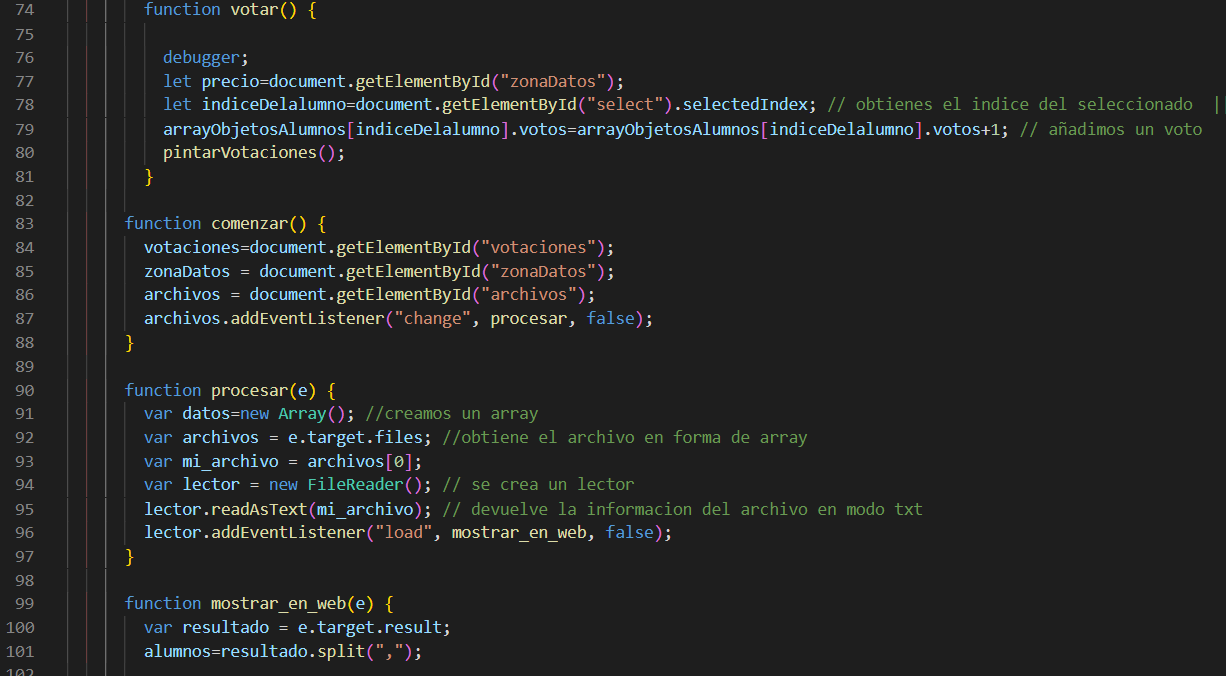 74 function votar() {
75
76 debugger;
77 let precio=document.getElementById("zonaDatos");
78 let indiceDelalumno=document.getElementById("select").selectedIndex; // obtienes el indice del seleccionado |
79 arrayObjetosAlumnos[indiceDelalumno].votos=arrayObjetosAlumnos[indiceDelalumno].votos+1; // añadimos un voto
80 pintarVotaciones();
81 }
82
83 function comenzar() {
84 votaciones=document.getElementById("votaciones");
85 zonaDatos = document.getElementById("zonaDatos");
86 archivos = document.getElementById("archivos");
87 archivos.addEventListener("change", procesar, false);
88 }
89
90 function procesar(e) {
91 var datos=new Array(); //creamos un array
92 var archivos = e.target.files; //obtiene el archivo en forma de array
93 var mi_archivo = archivos[0];
94 var lector = new FileReader(); // se crea un lector
95 lector.readAsText(mi_archivo); // devuelve la informacion del archivo en modo txt
96 lector.addEventListener("load", mostrar_en_web, false);
97 }
98
99 function mostrar_en_web(e) {
100 var resultado = e.target.result;
101 alumnos=resultado.split(",");
102